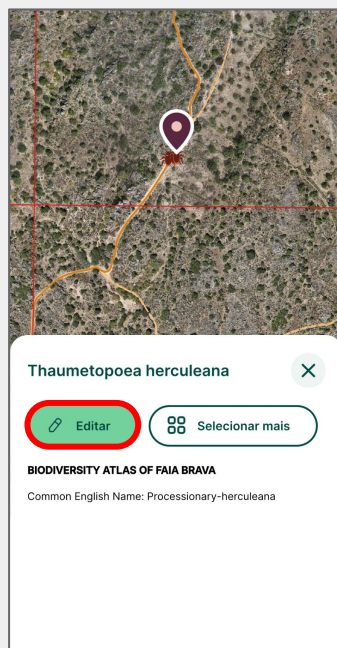 Thaumetopoea herculeana
Editar
Selecionar mais
BIODIVERSITY ATLAS OF FAIA BRAVA
Common English Name: Processionary-herculeana